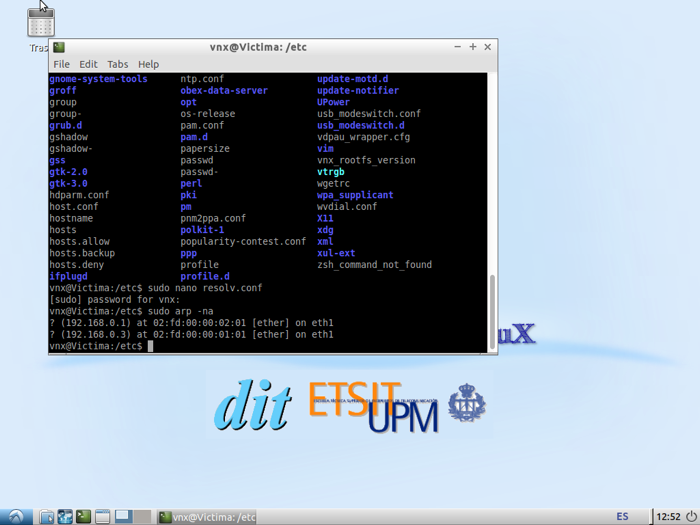 Tras
vnx@Victima: /etc
File Edit Tabs Help
gnome-system-tools ntp.conf update-motd.d
groff obex-data-server update-notifier
group opt UPower
group- os-release usb_modeswitch.conf
grub.d pam.conf usb_modeswitch.d
gshadow pam.d vdpau_wrapper.cfg
gshadow- papersize vim
gss passwd vnx_rootfs_version
gtk-2.0 passwd- vtrgb
gtk-3.0 perl wgetrc
hdparm.conf pki wpa_supplicant
host.conf pm wvdial.conf
hostname pnm2ppa.conf X11
hosts polkit-1 xdg
hosts.allow popularity-contest.conf xml
hosts.backup ppp xul-ext
hosts.deny profile zsh_command_not_found
ifplugd profile.d
vnx@Victima:/etc$ sudo nano resolv.conf
[sudo] password for vnx:
vnx@Victima:/etc$ sudo arp -na
? (192.168.0.1) at 02:fd:00:00:02:01 [ether] on eth1
? (192.168.0.3) at 02:fd:00:00:01:01 [ether] on eth1
vnx@Victima:/etc$
uX
dit ETSIT UPM
vnx@Victima: /etc ES 12:52